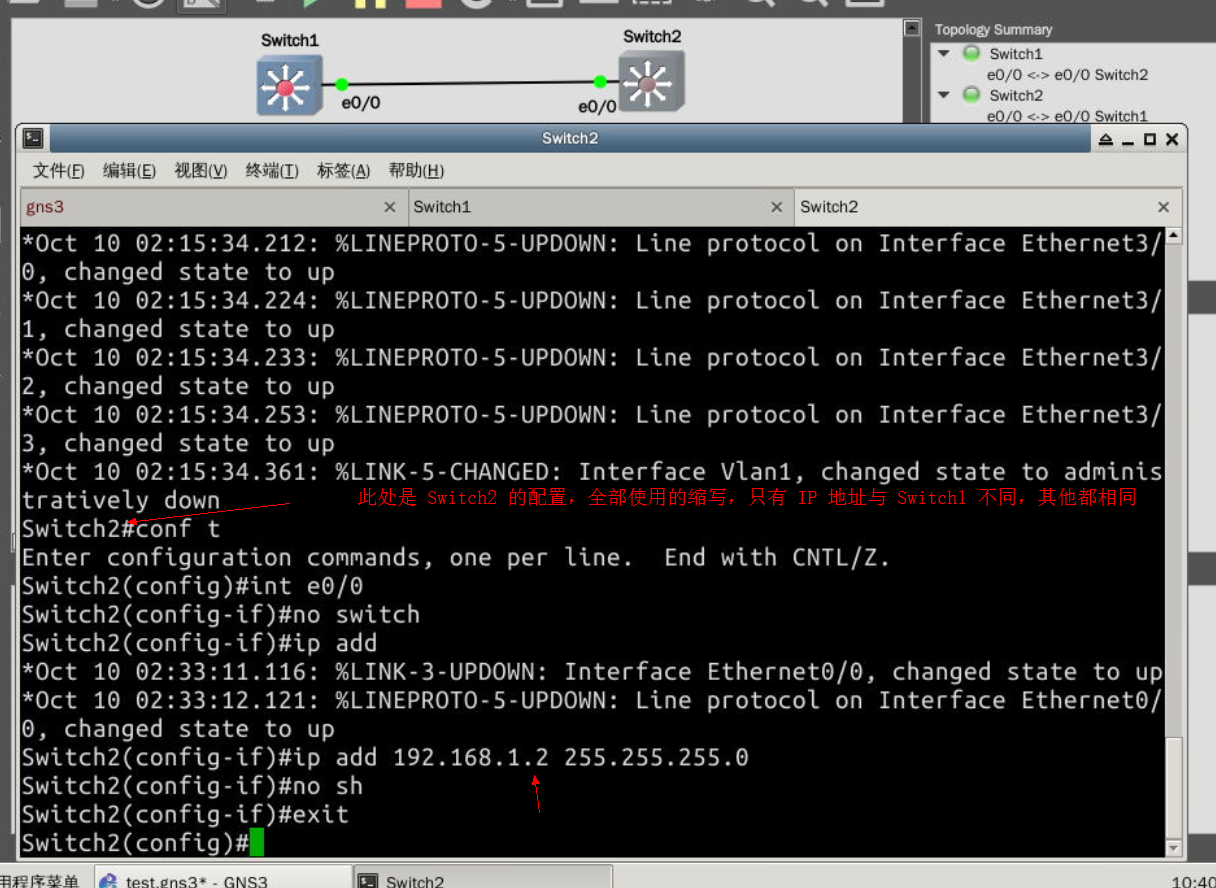 Topology Summary
Switch1
e0/0 <-> e0/0 Switch2
Switch2
e0/0 <-> e0/0 Switch1
Switch1
Switch2
e0/0
e0/0
Switch2
文件(F) 编辑(E) 视图(V) 终端(T) 标签(A) 帮助(H)
gns3 Switch1 Switch2
*Oct 10 02:15:34.212: %LINEPROTO-5-UPDOWN: Line protocol on Interface Ethernet3/
0, changed state to up
*Oct 10 02:15:34.224: %LINEPROTO-5-UPDOWN: Line protocol on Interface Ethernet3/
1, changed state to up
*Oct 10 02:15:34.233: %LINEPROTO-5-UPDOWN: Line protocol on Interface Ethernet3/
2, changed state to up
*Oct 10 02:15:34.253: %LINEPROTO-5-UPDOWN: Line protocol on Interface Ethernet3/
3, changed state to up
*Oct 10 02:15:34.361: %LINK-5-CHANGED: Interface Vlan1, changed state to adminis
tratively down
此处是 Switch2 的配置，全部使用的缩写，只有 IP 地址与 Switch1 不同，其他都相同
Switch2#conf t
Enter configuration commands, one per line.  End with CNTL/Z.
Switch2(config)#int e0/0
Switch2(config-if)#no switch
Switch2(config-if)#ip add
*Oct 10 02:33:11.116: %LINK-3-UPDOWN: Interface Ethernet0/0, changed state to up
*Oct 10 02:33:12.121: %LINEPROTO-5-UPDOWN: Line protocol on Interface Ethernet0/
0, changed state to up
Switch2(config-if)#ip add 192.168.1.2 255.255.255.0
Switch2(config-if)#no sh
Switch2(config-if)#exit
Switch2(config)#
用程序菜单 test.gns3* - GNS3 Switch2 10:40